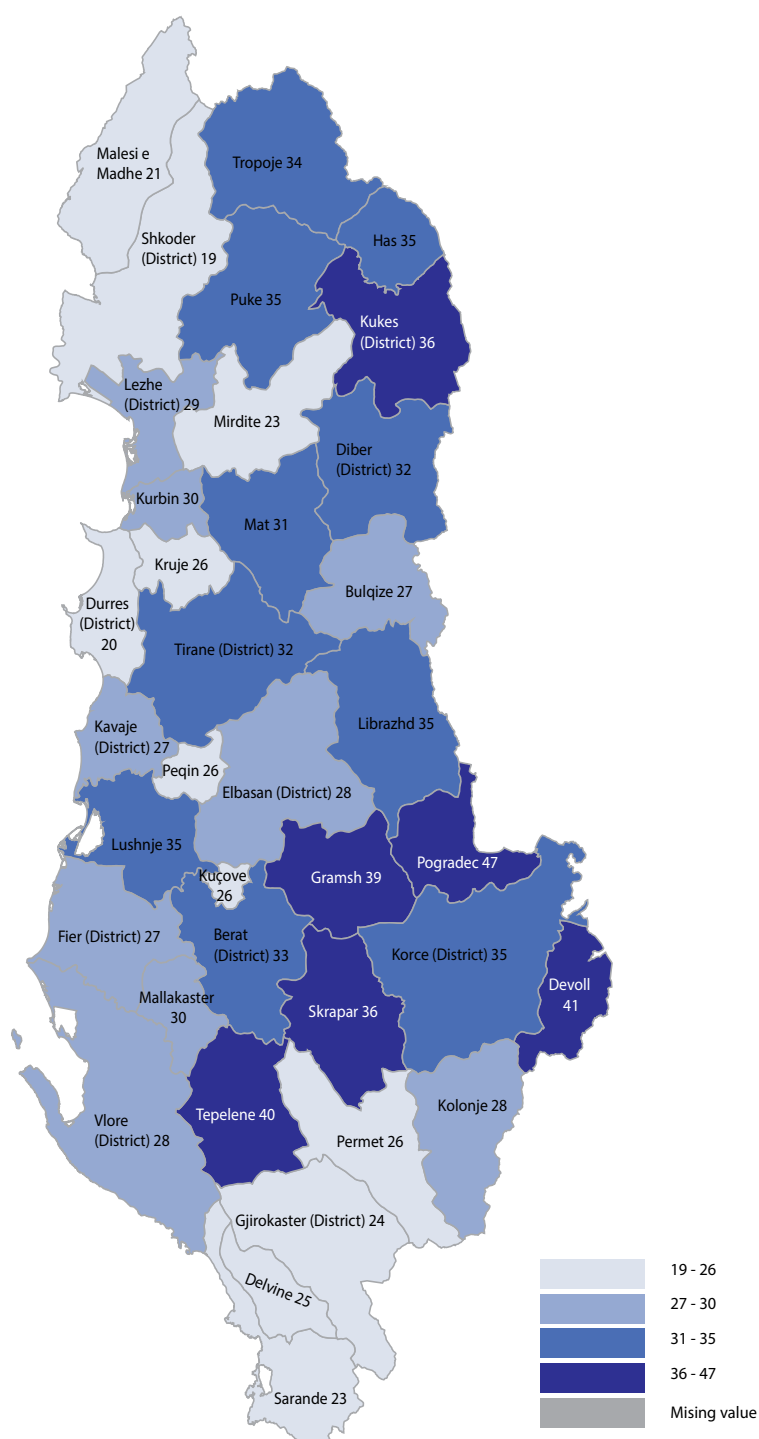 Malesi e
Madhe 21
Tropoje 34
Shkoder
(District) 19
Has 35
Puke 35
Kukes
(District) 36
Lezhe
(District) 29
Mirdite 23
Diber
(District) 32
Kurbin 30
Mat 31
Kruje 26
Bulqize 27
Durres
(District)
20
Tirane (District) 32
Librazhd 35
Kavaje
(District) 27
Peqin 26
Elbasan (District) 28
Lushnje 35
Pogradec 47
Kuçove
26
Gramsh 39
Fier (District) 27
Berat
(District) 33
Korce (District) 35
Devoll
41
Mallakaster
30
Skrapar 36
Kolonje 28
Tepelene 40
Vlore
(District) 28
Permet 26
Gjirokaster (District) 24
Delvine 25
Sarande 23
19 - 26
27 - 30
31 - 35
36 - 47
Mising value